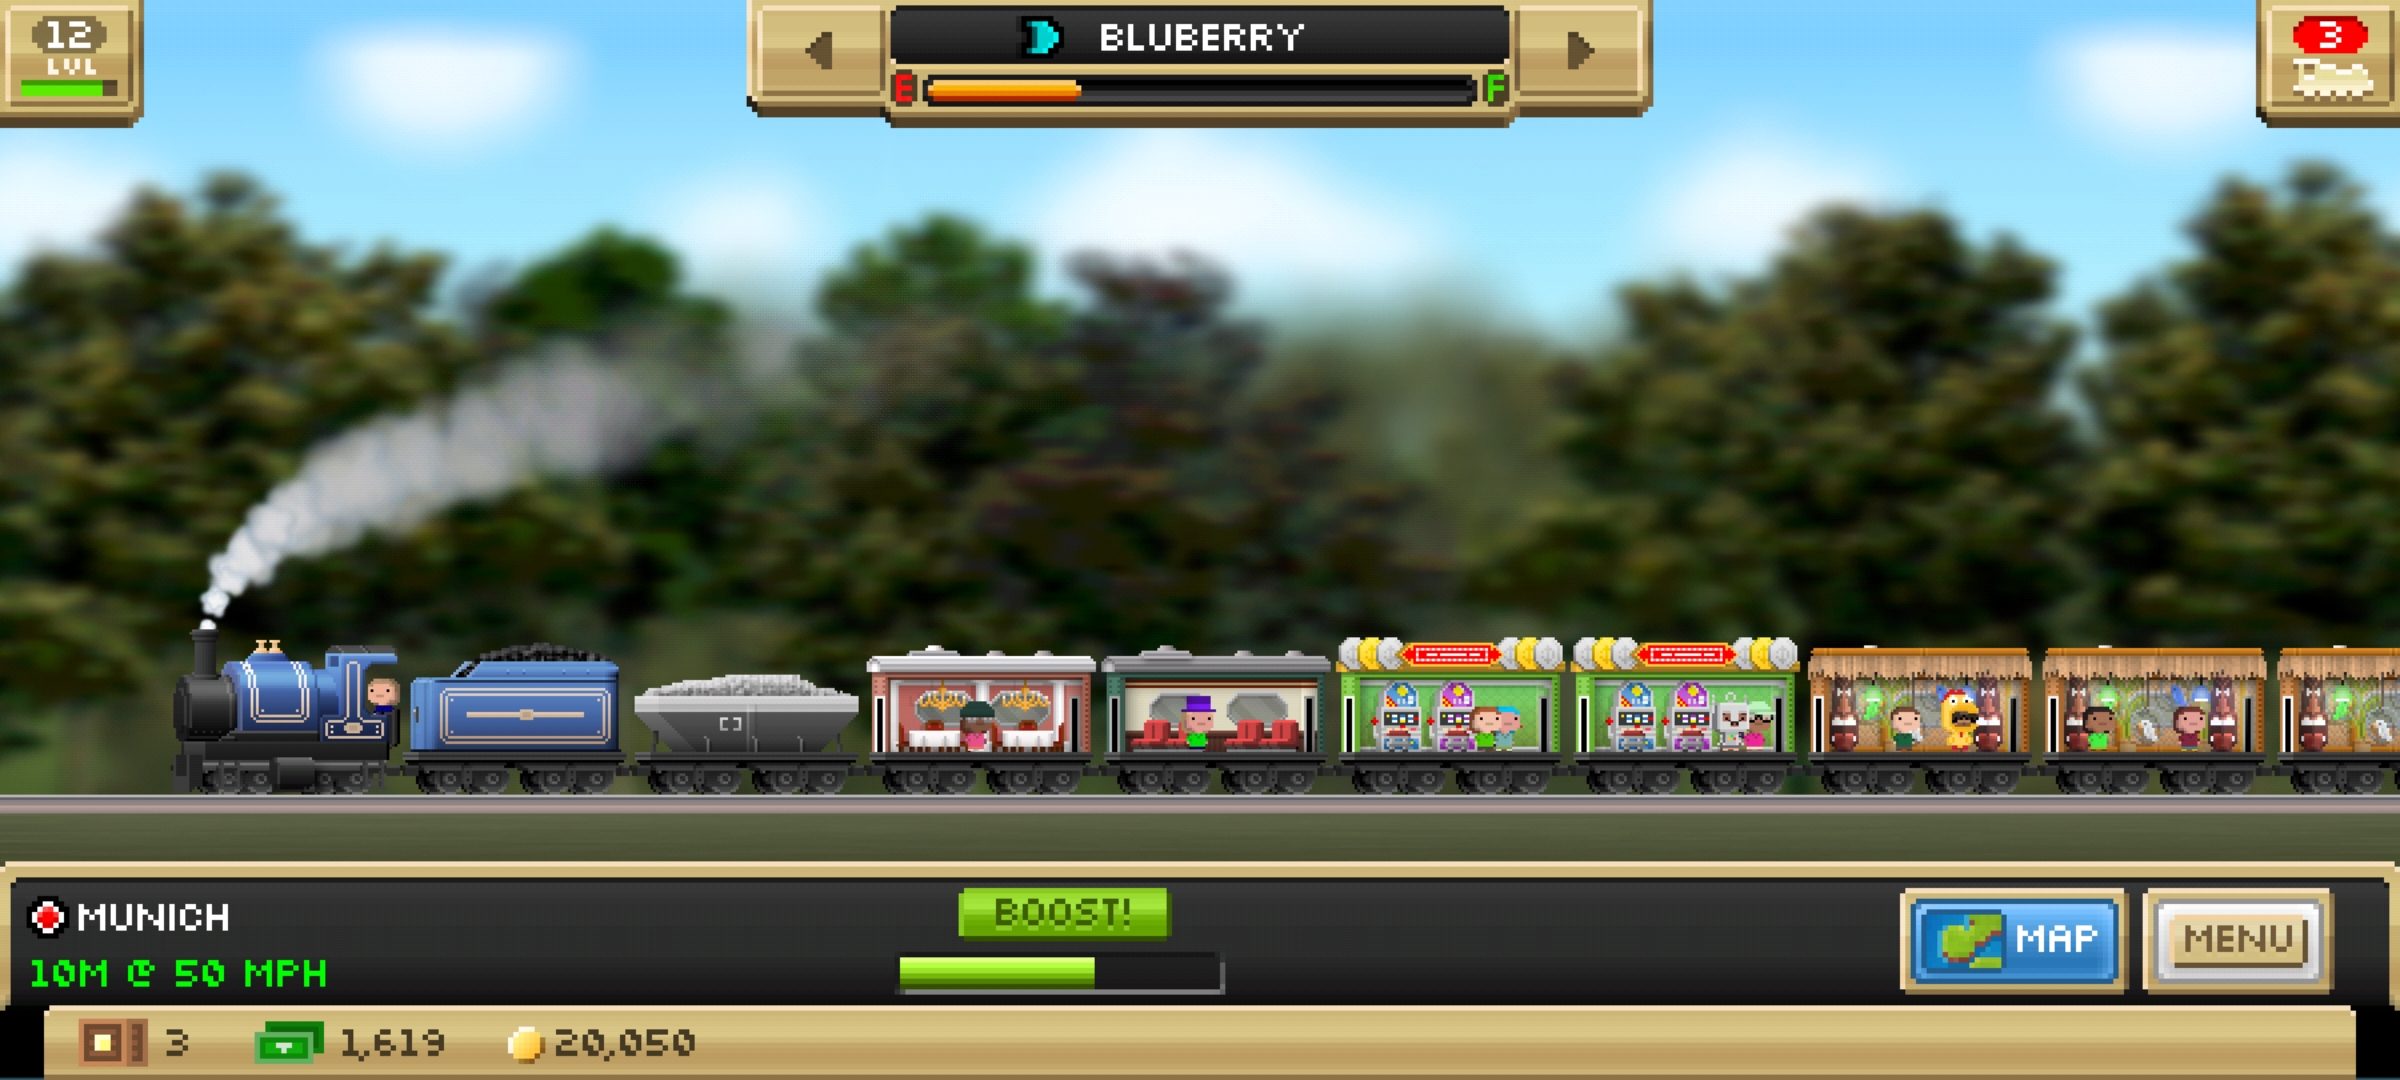 12
LVL
BLUBERRY
E F
3
MUNICH
10M @ 50 MPH
BOOST!
MAP
MENU
3 1,619 20,050